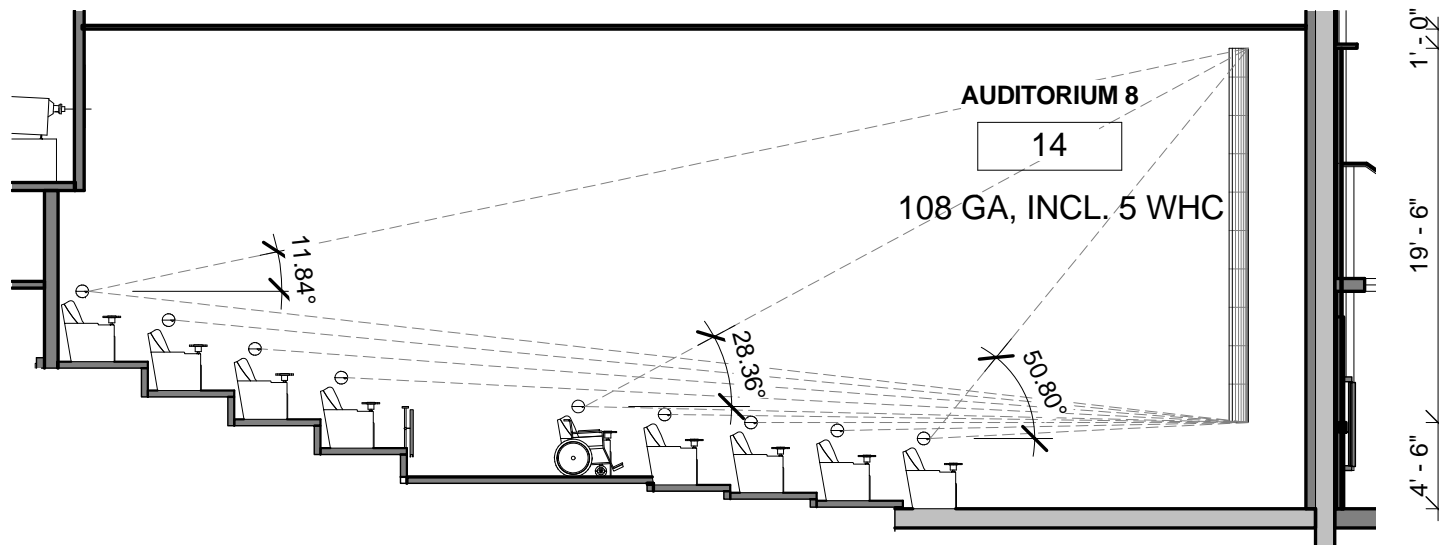 AUDITORIUM 8
14
108 GA, INCL. 5 WHC
11.84°
28.36°
50.80°
1' - 0"
19' - 6"
4' - 6"